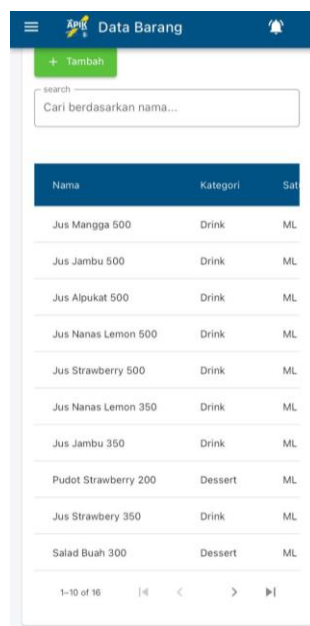 APIK Data Barang
+ Tambah
search
Cari berdasarkan nama...
Nama Kategori Sat
Jus Mangga 500 Drink ML
Jus Jambu 500 Drink ML
Jus Alpukat 500 Drink ML
Jus Nanas Lemon 500 Drink ML
Jus Strawberry 500 Drink ML
Jus Nanas Lemon 350 Drink ML
Jus Jambu 350 Drink ML
Pudot Strawberry 200 Dessert ML
Jus Strawbery 350 Drink ML
Salad Buah 300 Dessert ML
1–10 of 16